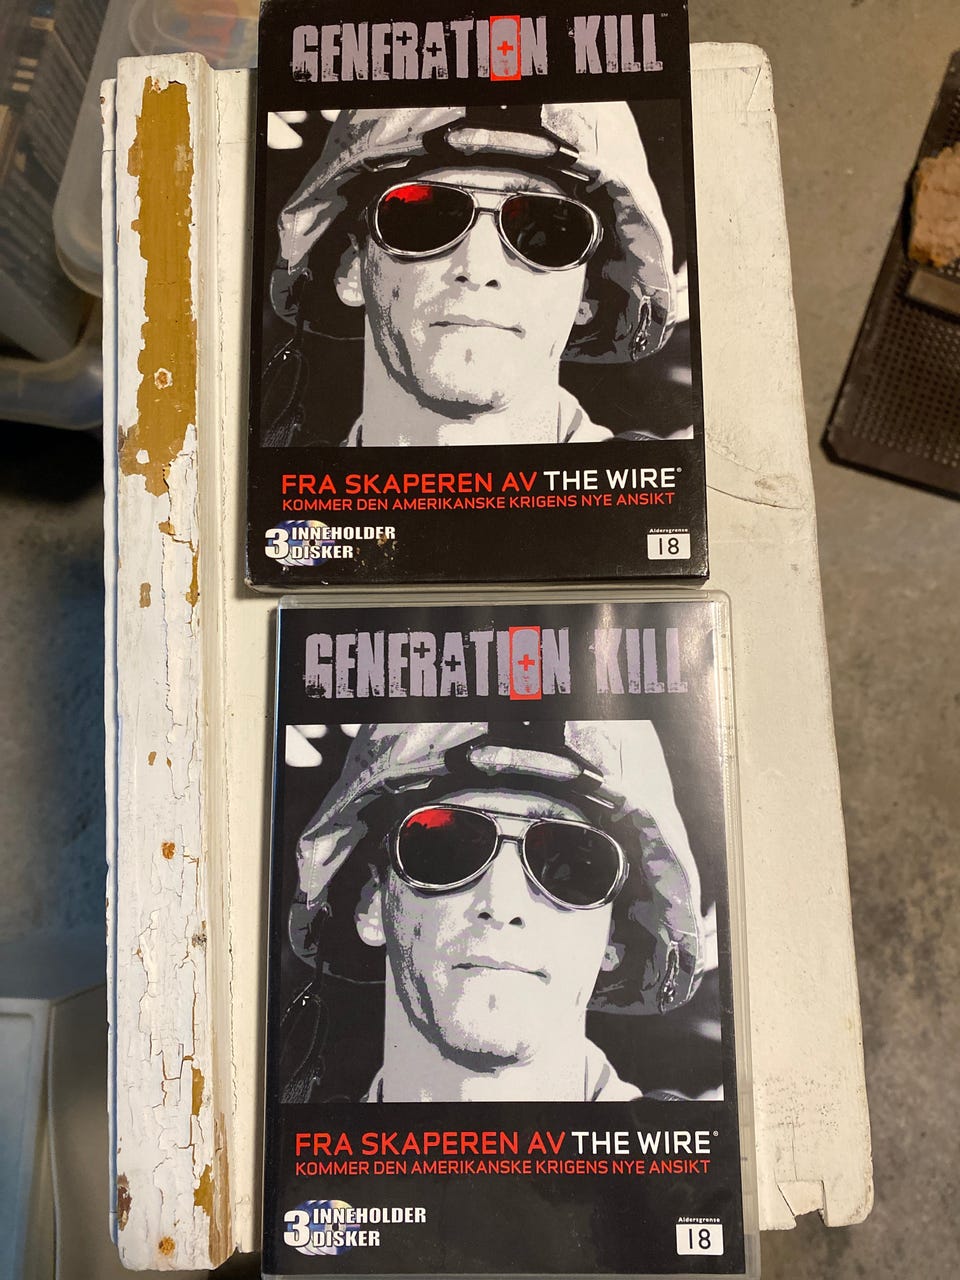 GENERATION KILL™
FRA SKAPEREN AV THE WIRE®
KOMMER DEN AMERIKANSKE KRIGENS NYE ANSIKT
3 INNEHOLDER
DISKER
Aldersgrense
18
GENERATION KILL
FRA SKAPEREN AV THE WIRE®
KOMMER DEN AMERIKANSKE KRIGENS NYE ANSIKT
3 INNEHOLDER
DISKER
Aldersgrense
18